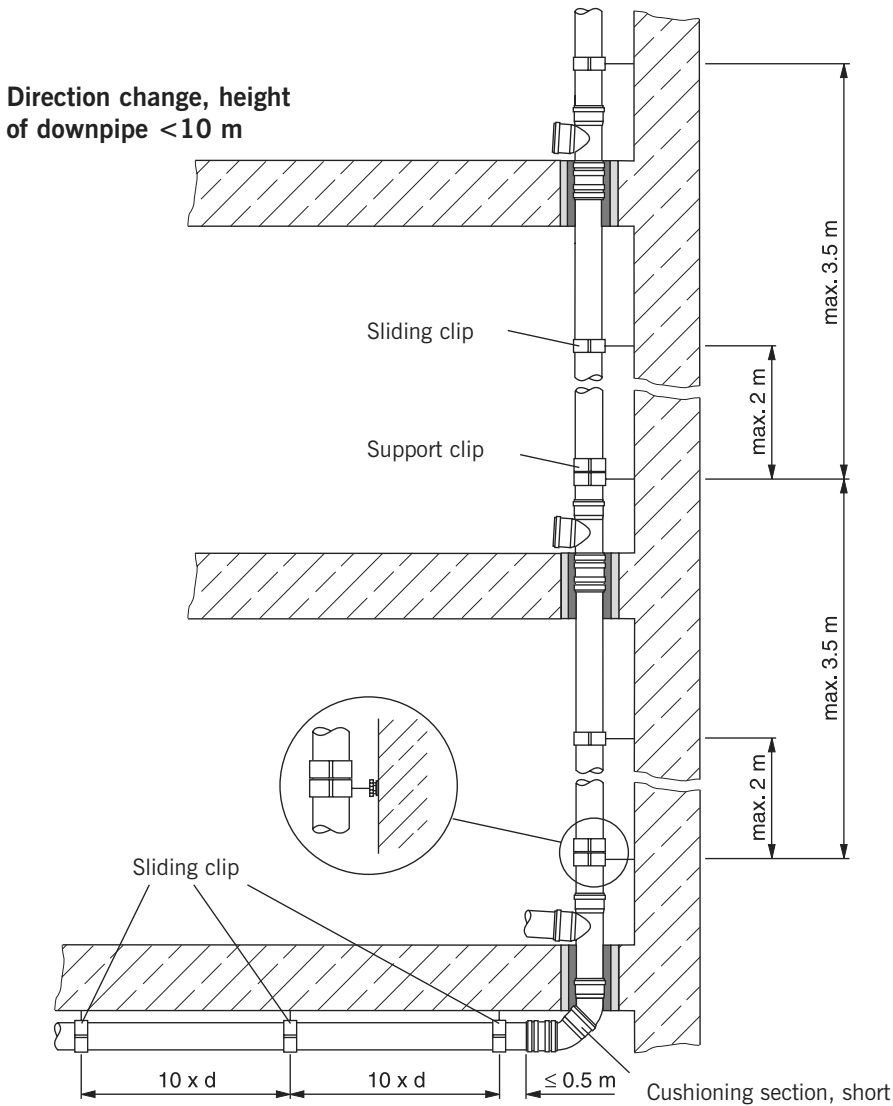 Direction change, height
of downpipe <10 m
max. 3.5 m
Sliding clip
max. 2 m
Support clip
max. 3.5 m
max. 2 m
Sliding clip
10 x d
10 x d
≤ 0.5 m
Cushioning section, short